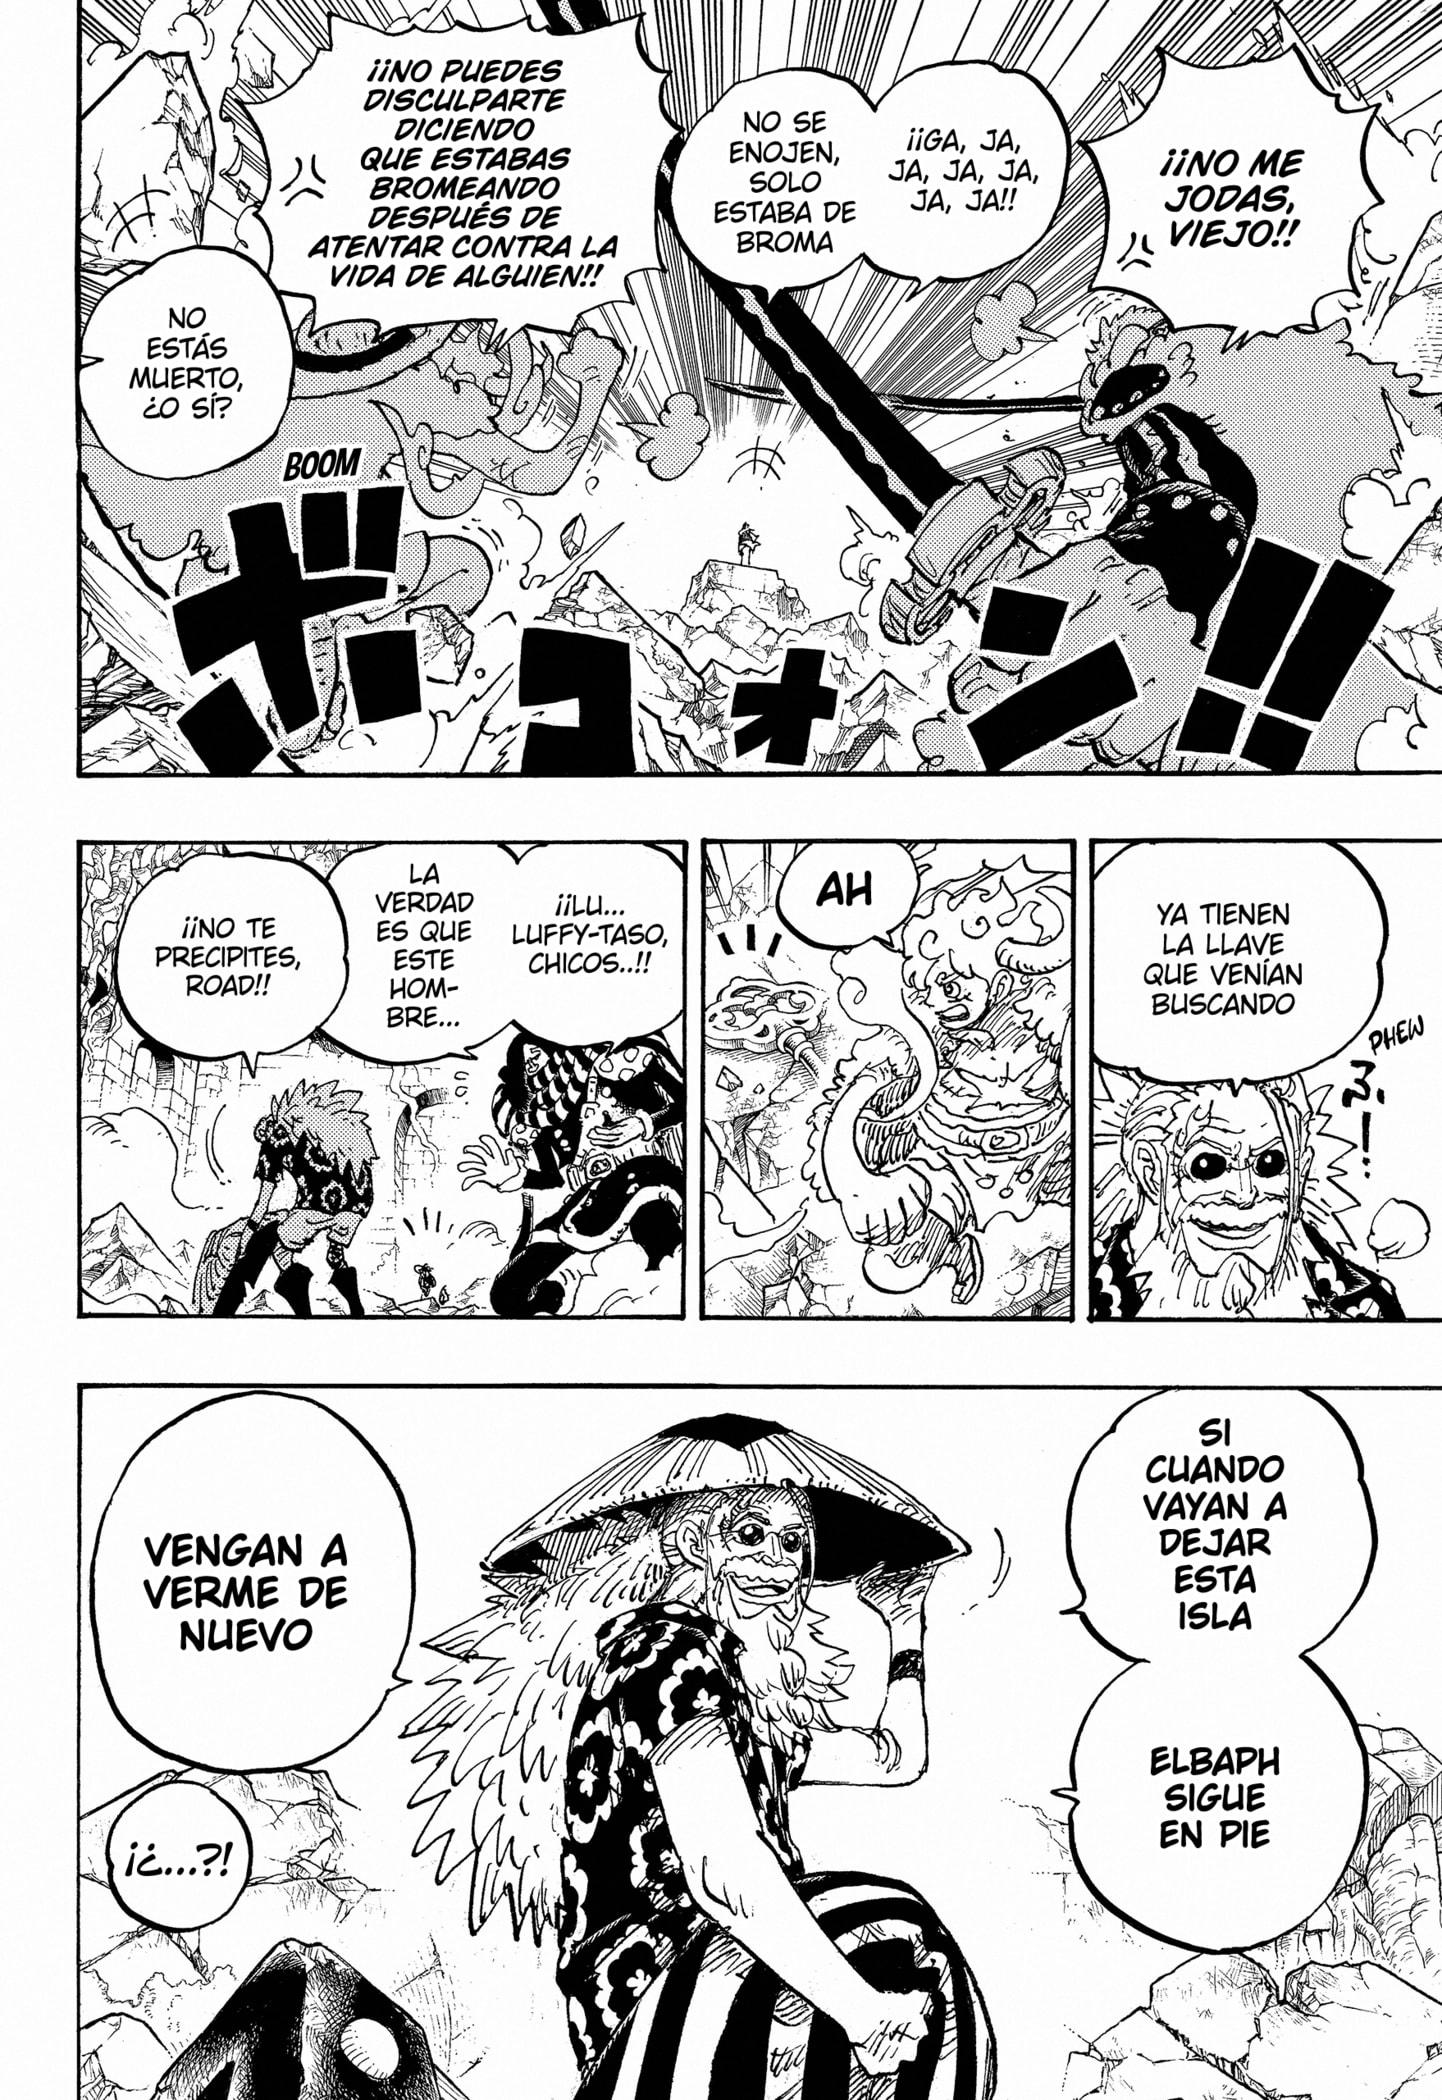 ¡¡NO ME
JODAS,
VIEJO!!
¡¡GA, JA,
JA, JA, JA,
JA, JA!!
NO SE
ENOJEN,
SOLO
ESTABA DE
BROMA
¡¡NO PUEDES
DISCULPARTE
DICIENDO
QUE ESTABAS
BROMEANDO
DESPUÉS DE
ATENTAR CONTRA LA
VIDA DE ALGUIEN!!
NO
ESTÁS
MUERTO,
¿O SÍ?
BOOM
ボコォン!!
YA TIENEN
LA LLAVE
QUE VENÍAN
BUSCANDO
PHEW
ふー…
AH
¡¡LU...
LUFFY-TASO,
CHICOS..!!
LA
VERDAD
ES QUE
ESTE
HOM-
BRE...
¡¡NO TE
PRECIPITES,
ROAD!!
SI
CUANDO
VAYAN A
DEJAR
ESTA
ISLA
ELBAPH
SIGUE
EN PIE
VENGAN A
VERME DE
NUEVO
¡¿...?!